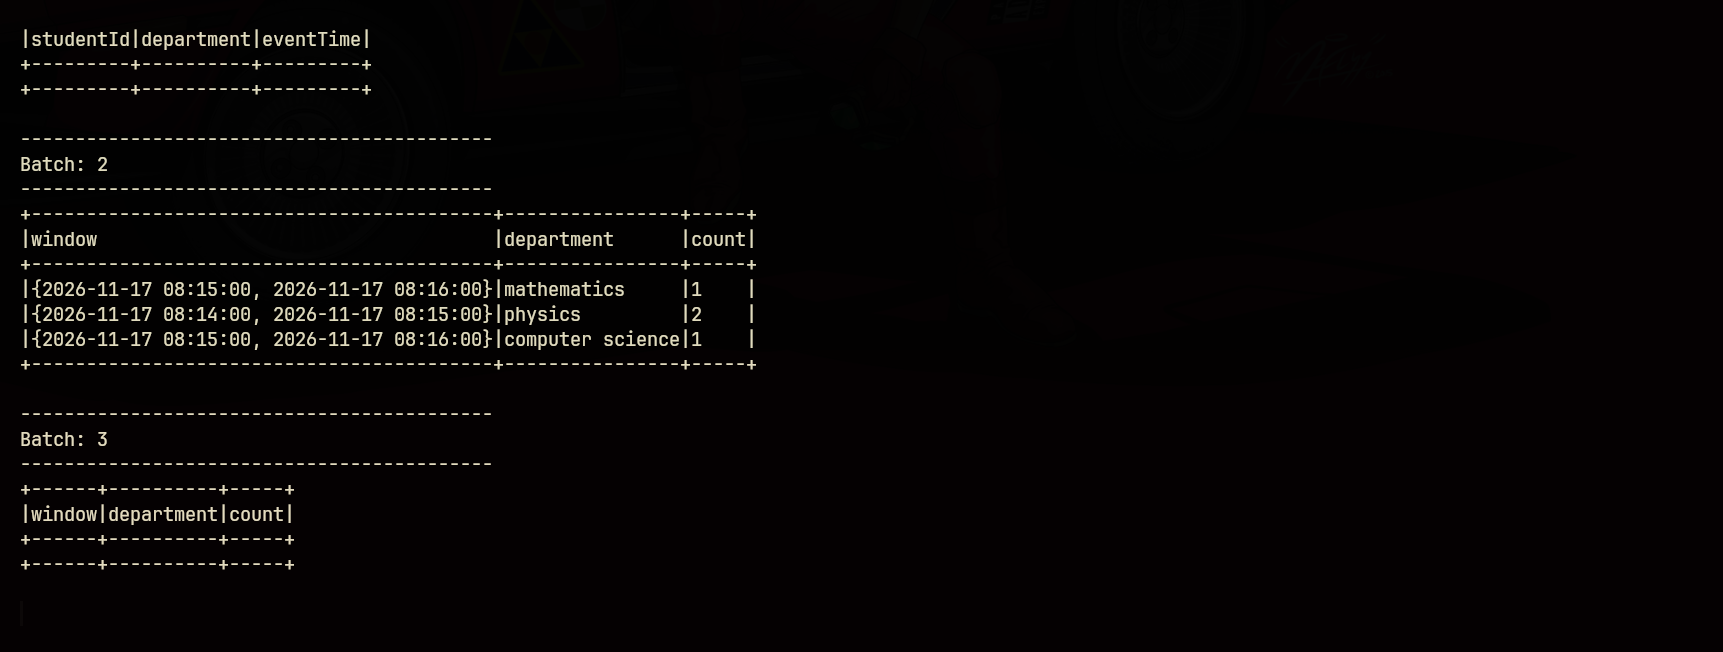 |studentId|department|eventTime|
+---------+----------+---------+
+---------+----------+---------+
-------------------------------------------
Batch: 2
-------------------------------------------
+------------------------------------------+----------------+-----+
|window                                    |department      |count|
+------------------------------------------+----------------+-----+
|{2026-11-17 08:15:00, 2026-11-17 08:16:00}|mathematics     |1    |
|{2026-11-17 08:14:00, 2026-11-17 08:15:00}|physics         |2    |
|{2026-11-17 08:15:00, 2026-11-17 08:16:00}|computer science|1    |
+------------------------------------------+----------------+-----+
-------------------------------------------
Batch: 3
-------------------------------------------
+------+----------+-----+
|window|department|count|
+------+----------+-----+
+------+----------+-----+